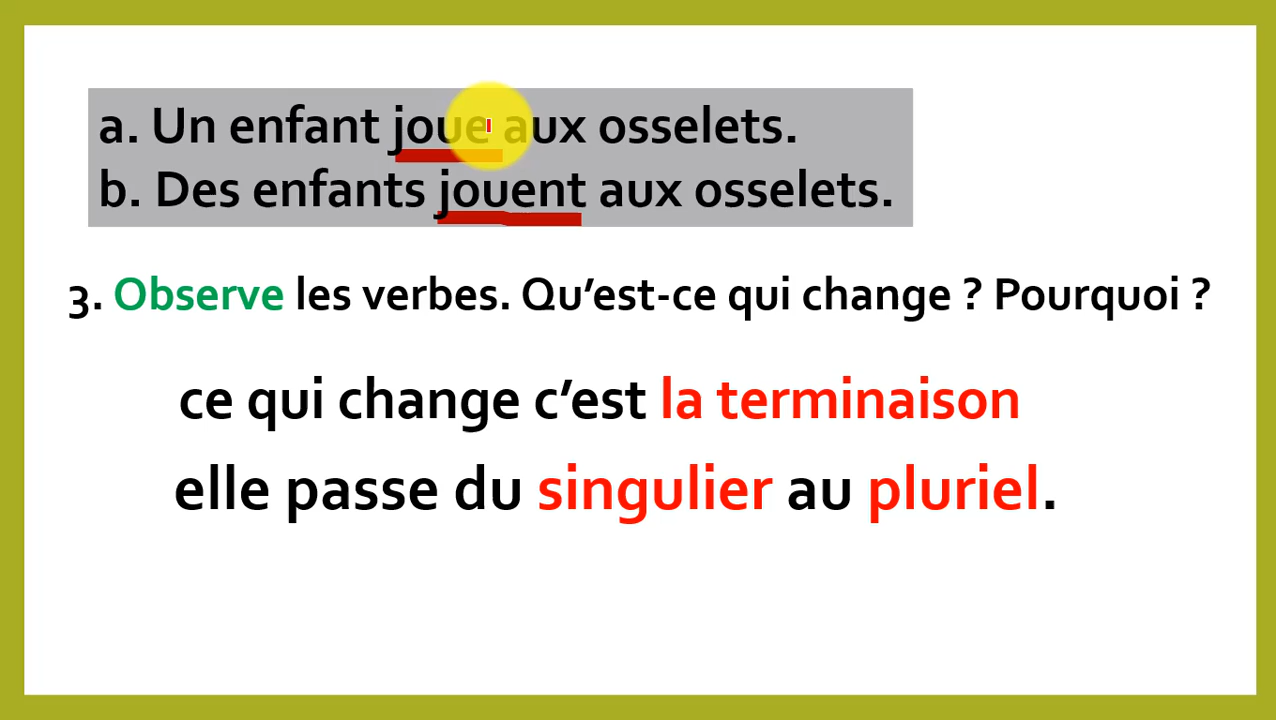 a. Un enfant joue aux osselets.
b. Des enfants jouent aux osselets.
3. Observe les verbes. Qu’est-ce qui change ? Pourquoi ?
ce qui change c’est la terminaison
elle passe du singulier au pluriel.